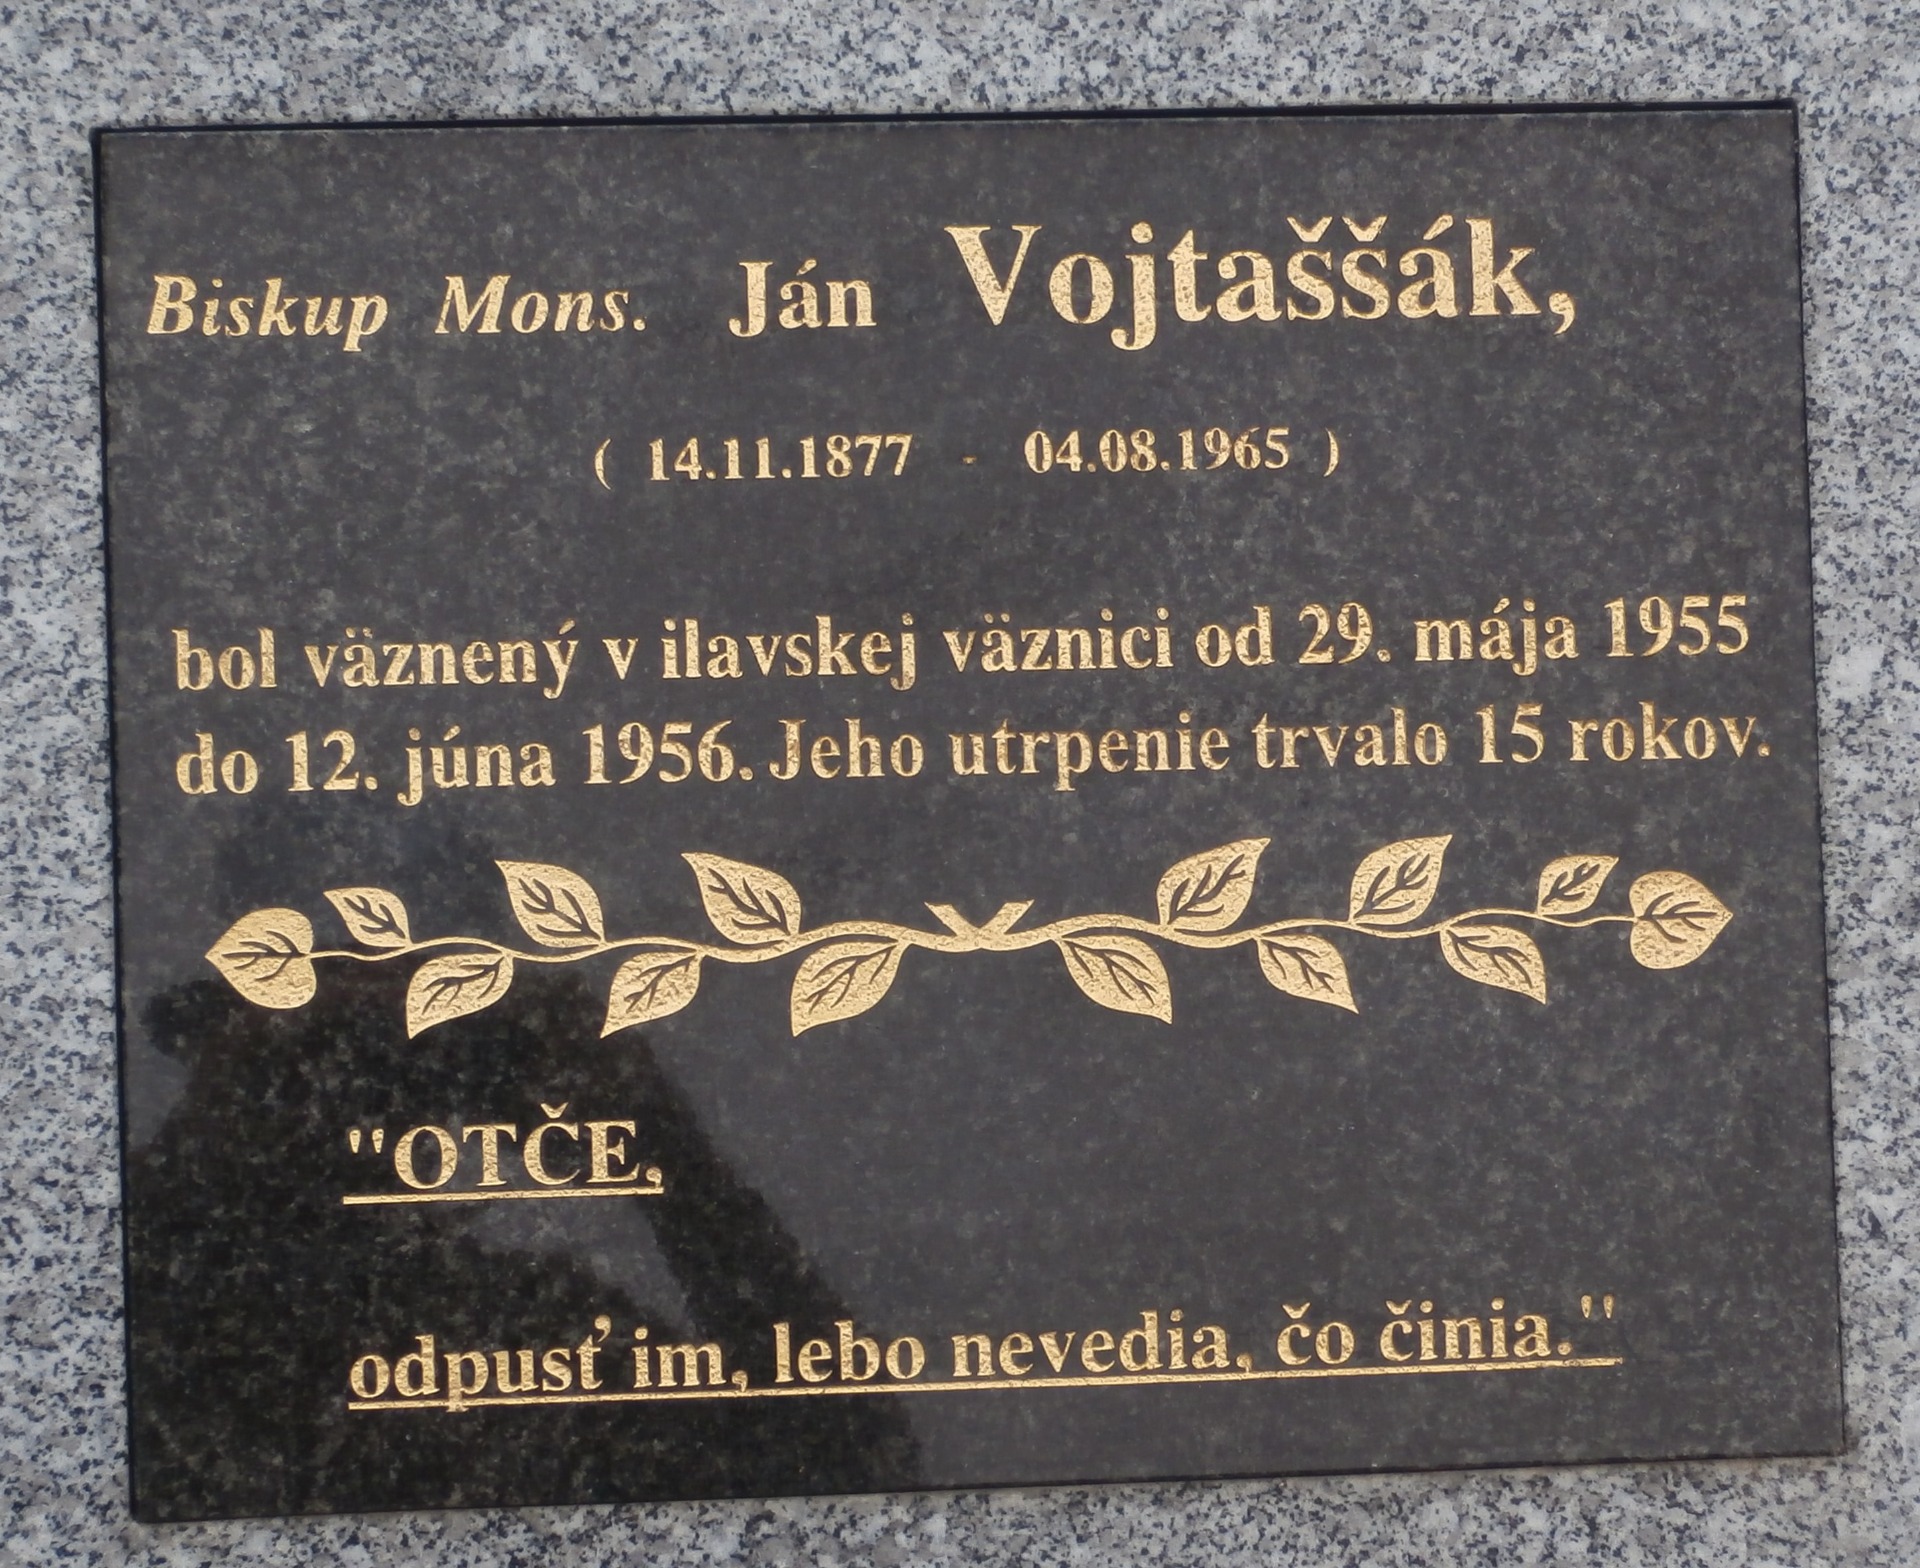 Biskup Mons. Ján Vojtaššák,
( 14.11.1877 - 04.08.1965 )
bol väznený v ilavskej väznici od 29. mája 1955
do 12. júna 1956. Jeho utrpenie trvalo 15 rokov.
"OTČE,
odpusť im, lebo nevedia, čo činia."